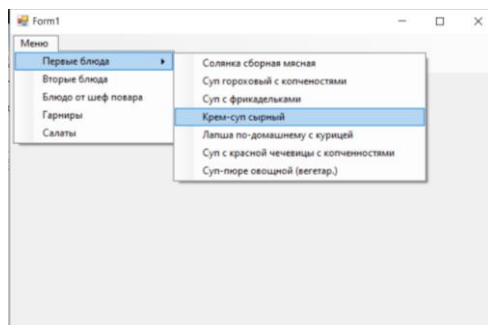 Form1
Меню
Первые блюда
Вторые блюда
Блюдо от шеф повара
Гарниры
Салаты
Солянка сборная мясная
Суп гороховый с копченостями
Суп с фрикадельками
Крем-суп сырный
Лапша по-домашнему с курицей
Суп с красной чечевицы с копченностями
Суп-пюре овощной (вегетар.)